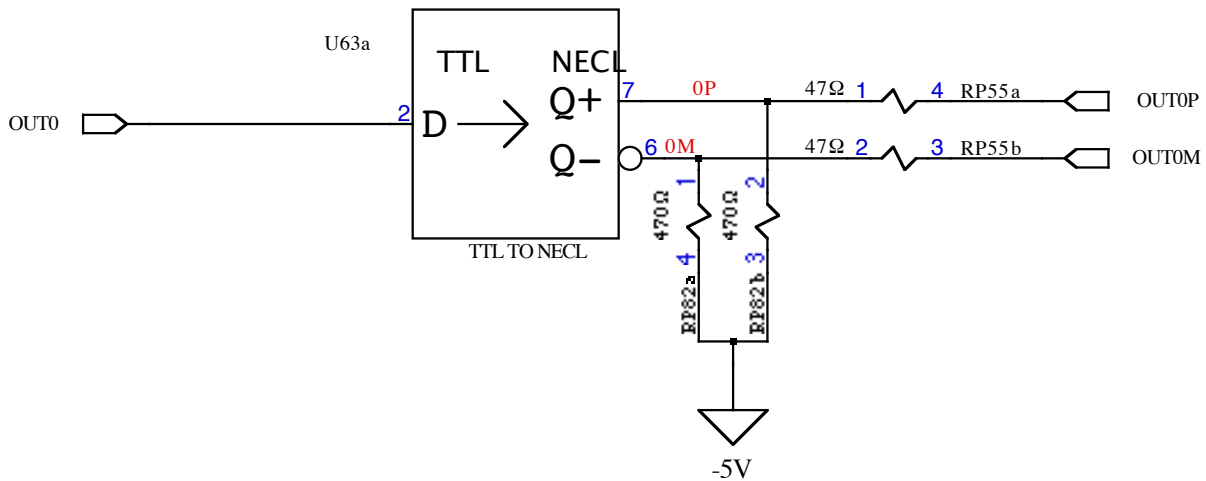 U63a
TTL NECL
OUT0 2 D Q+ 7 0P 47Ω 1 4 RP55a OUT0P
Q- 6 0M 47Ω 2 3 RP55b OUT0M
TTL TO NECL
470Ω 1 4 RP82a
470Ω 2 3 RP82b
-5V